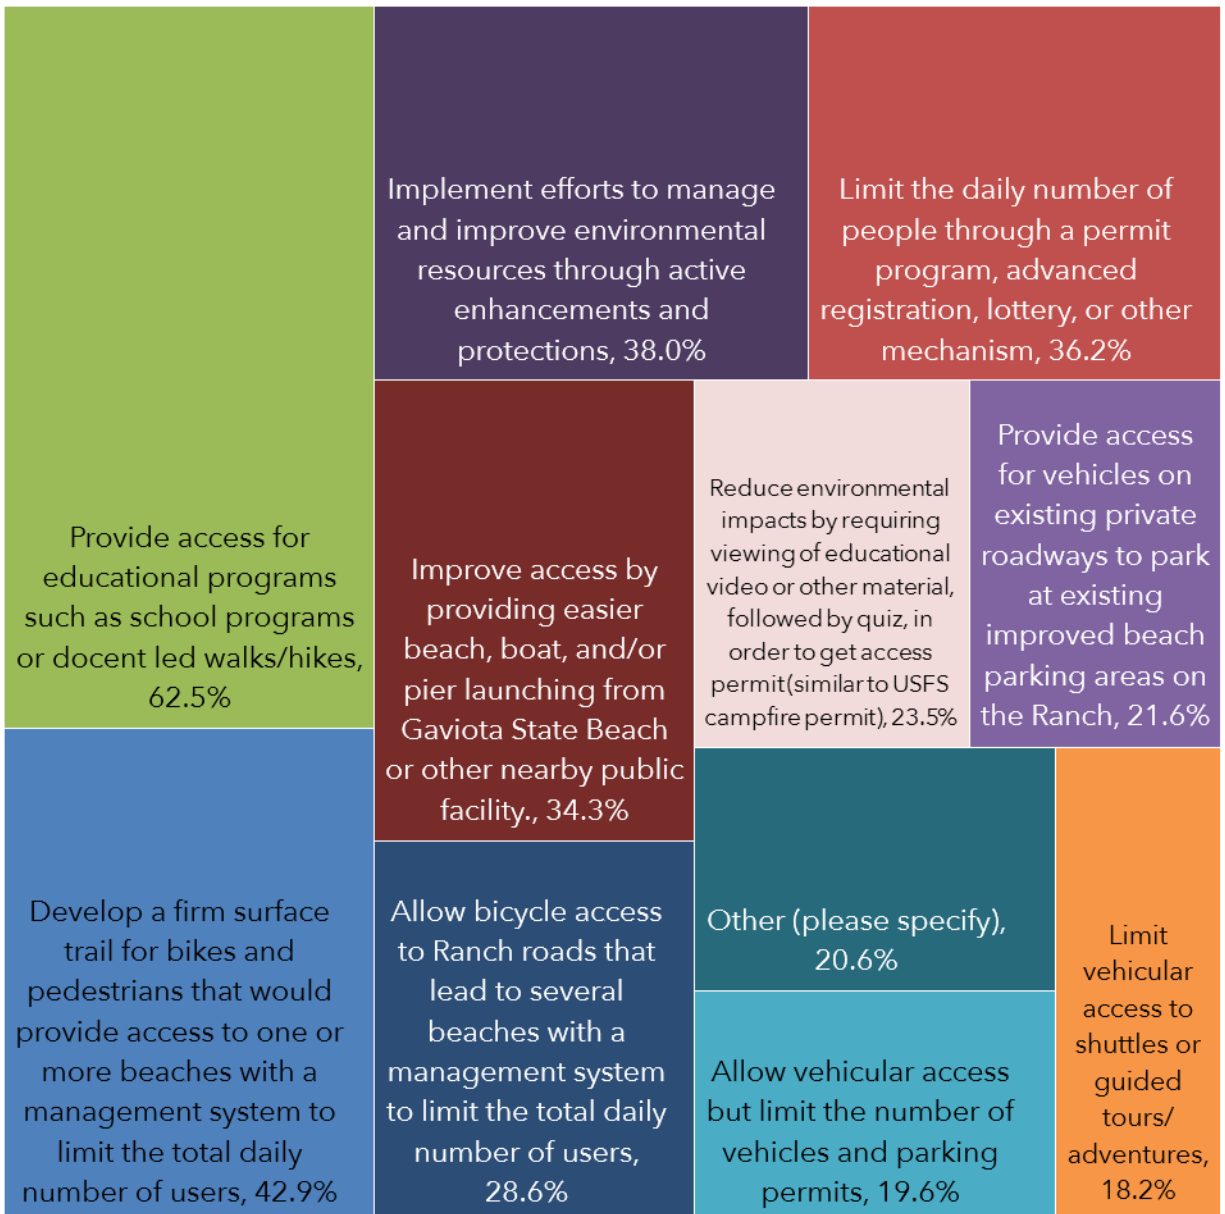 Provide access for
educational programs
such as school programs
or docent led walks/hikes,
62.5%
Develop a firm surface
trail for bikes and
pedestrians that would
provide access to one or
more beaches with a
management system to
limit the total daily
number of users, 42.9%
Implement efforts to manage
and improve environmental
resources through active
enhancements and
protections, 38.0%
Limit the daily number of
people through a permit
program, advanced
registration, lottery, or other
mechanism, 36.2%
Improve access by
providing easier
beach, boat, and/or
pier launching from
Gaviota State Beach
or other nearby public
facility., 34.3%
Allow bicycle access
to Ranch roads that
lead to several
beaches with a
management system
to limit the total daily
number of users,
28.6%
Reduce environmental
impacts by requiring
viewing of educational
video or other material,
followed by quiz, in
order to get access
permit (similar to USFS
campfire permit), 23.5%
Provide access
for vehicles on
existing private
roadways to park
at existing
improved beach
parking areas on
the Ranch, 21.6%
Other (please specify),
20.6%
Allow vehicular access
but limit the number of
vehicles and parking
permits, 19.6%
Limit
vehicular
access to
shuttles or
guided
tours/
adventures,
18.2%